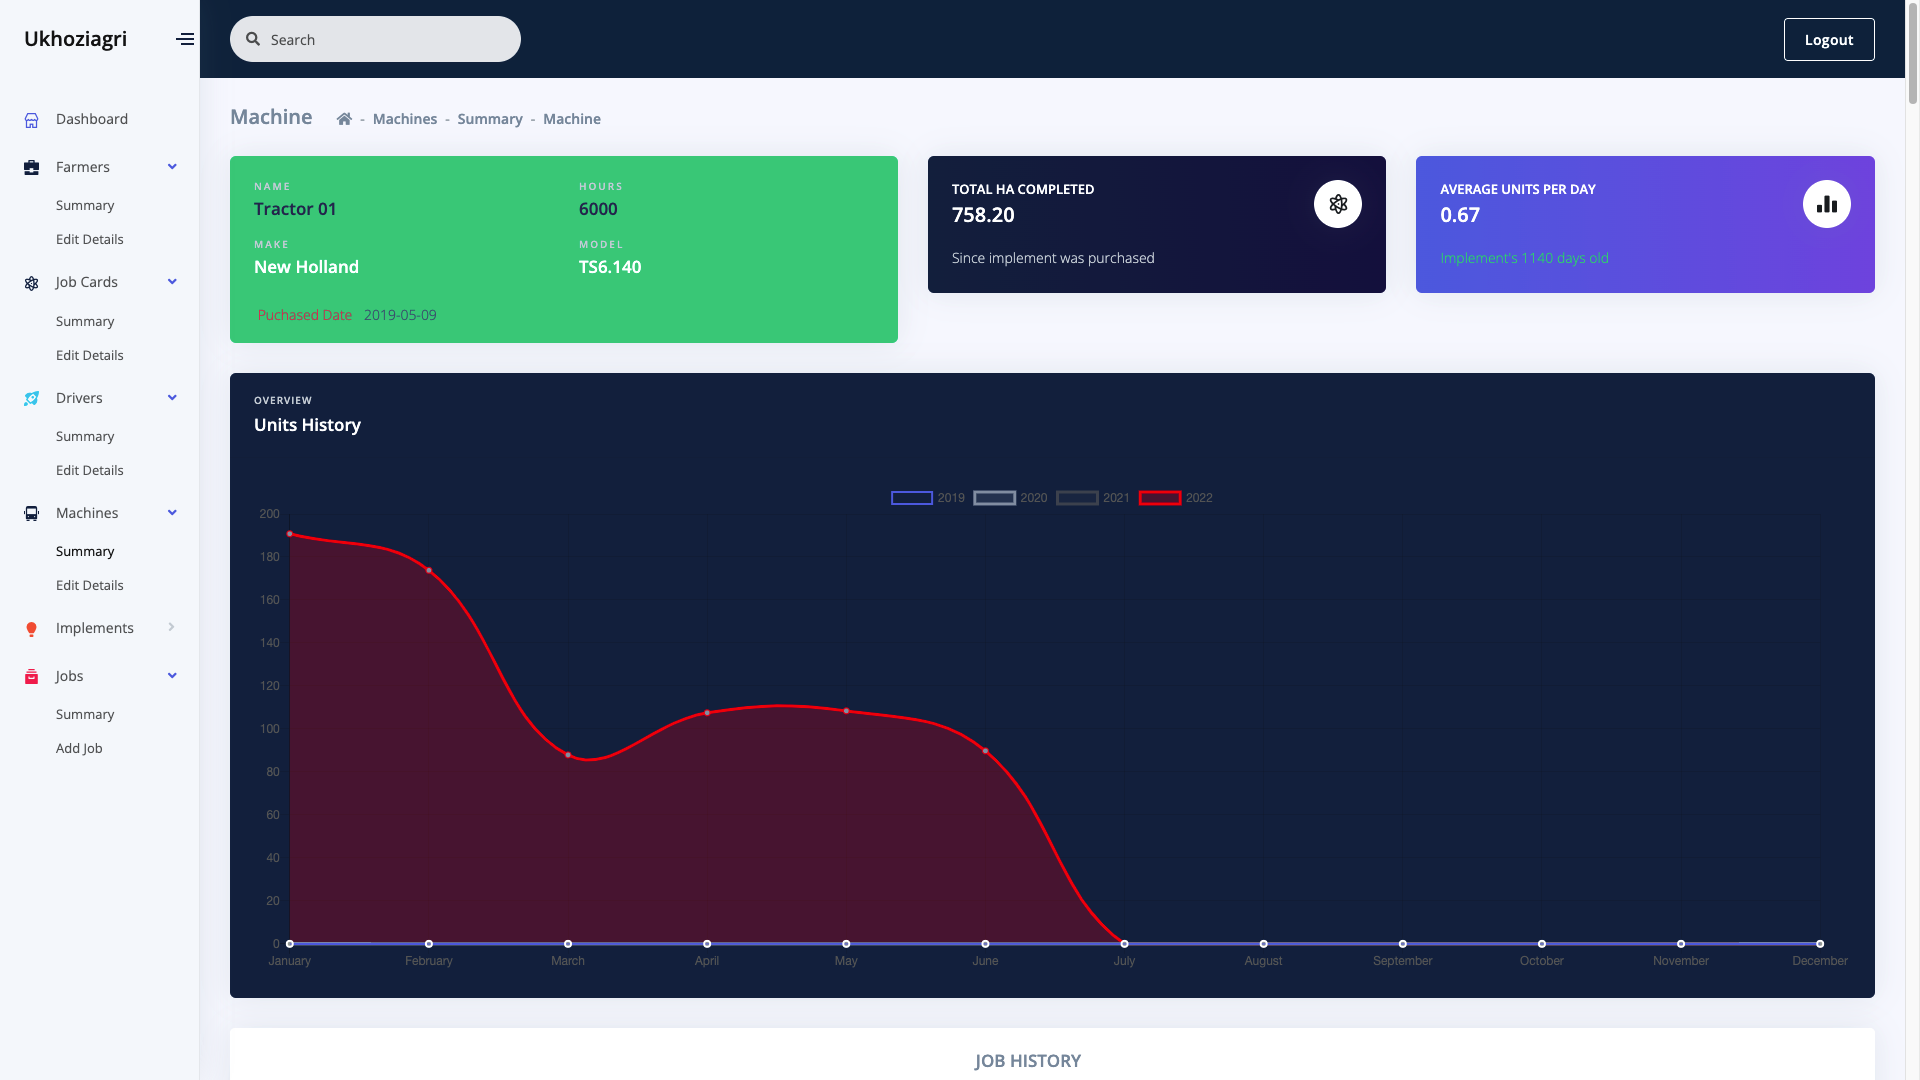 Ukhoziagri
Search
Logout
Dashboard
Farmers
Summary
Edit Details
Job Cards
Summary
Edit Details
Drivers
Summary
Edit Details
Machines
Summary
Edit Details
Implements
Jobs
Summary
Add Job
Machine - Machines - Summary - Machine
NAME HOURS
Tractor 01 6000
MAKE MODEL
New Holland TS6.140
Puchased Date 2019-05-09
TOTAL HA COMPLETED
758.20
Since implement was purchased
AVERAGE UNITS PER DAY
0.67
Implement's 1140 days old
OVERVIEW
Units History
2019 2020 2021 2022
200
180
160
140
120
100
80
60
40
20
0
January February March April May June July August September October November December
JOB HISTORY